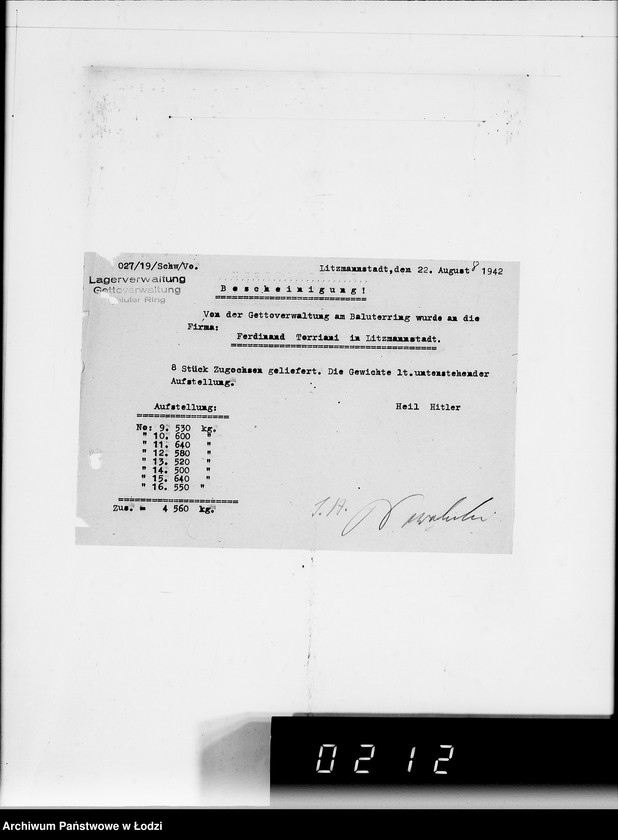 027/19/Schw/Vo.
Litzmannstadt,den 22. August 1942
Lagerverwaltung
Gettoverwaltung
Baluter Ring
Bescheinigung!
Von der Gettoverwaltung am Baluterring wurde an die
Firma:
Ferdinand Terriani in Litzmannstadt.
8 Stück Zugochsen geliefert. Die Gewichte lt.untenstehender
Aufstellung.
Aufstellung:
Heil Hitler
No: 9. 530 kg.
" 10. 600 "
" 11. 640 "
" 12. 580 "
" 13. 520 "
" 14. 500 "
" 15. 640 "
" 16. 550 "
Zus. = 4 560 kg.
0212
Archiwum Państwowe w Łodzi